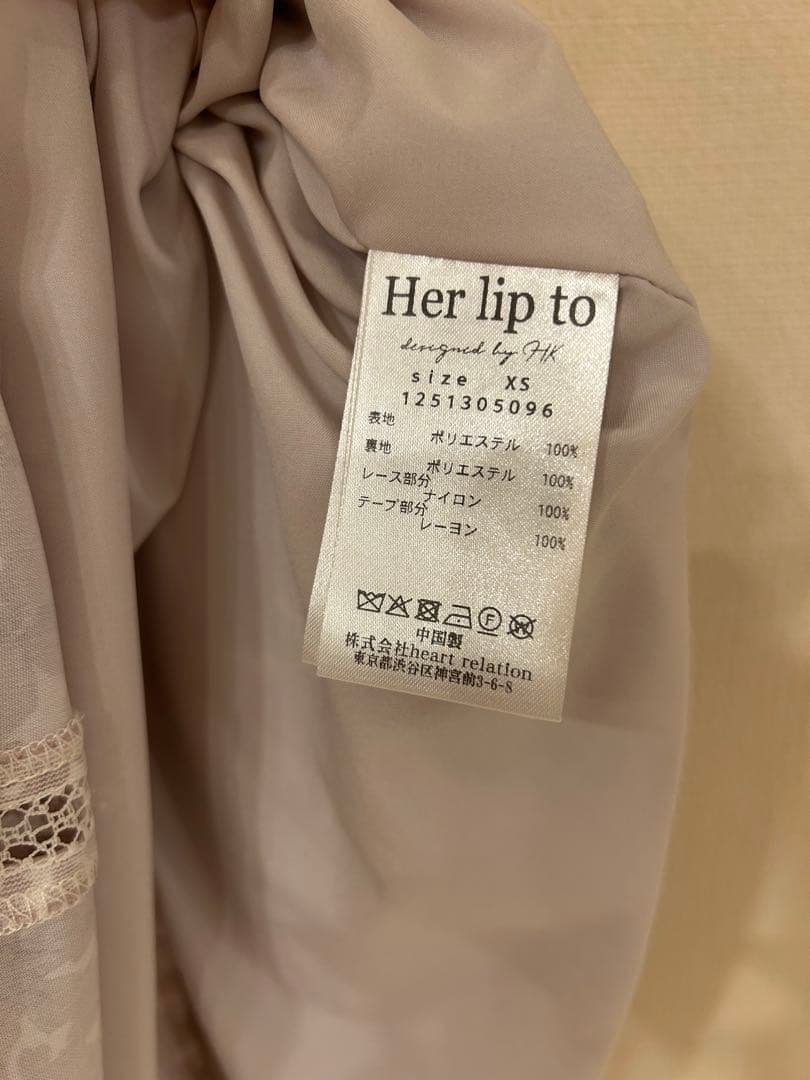 Her lip to
designed by HK
size XS
1251305096
表地
ポリエステル 100%
裏地
ポリエステル 100%
レース部分
ナイロン 100%
テープ部分
レーヨン 100%
中国製
株式会社heart relation
東京都渋谷区神宮前3-6-8